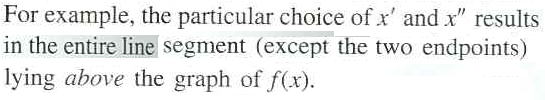 For example, the particular choice of x′ and x″ results
in the entire line segment (except the two endpoints)
lying above the graph of f(x).